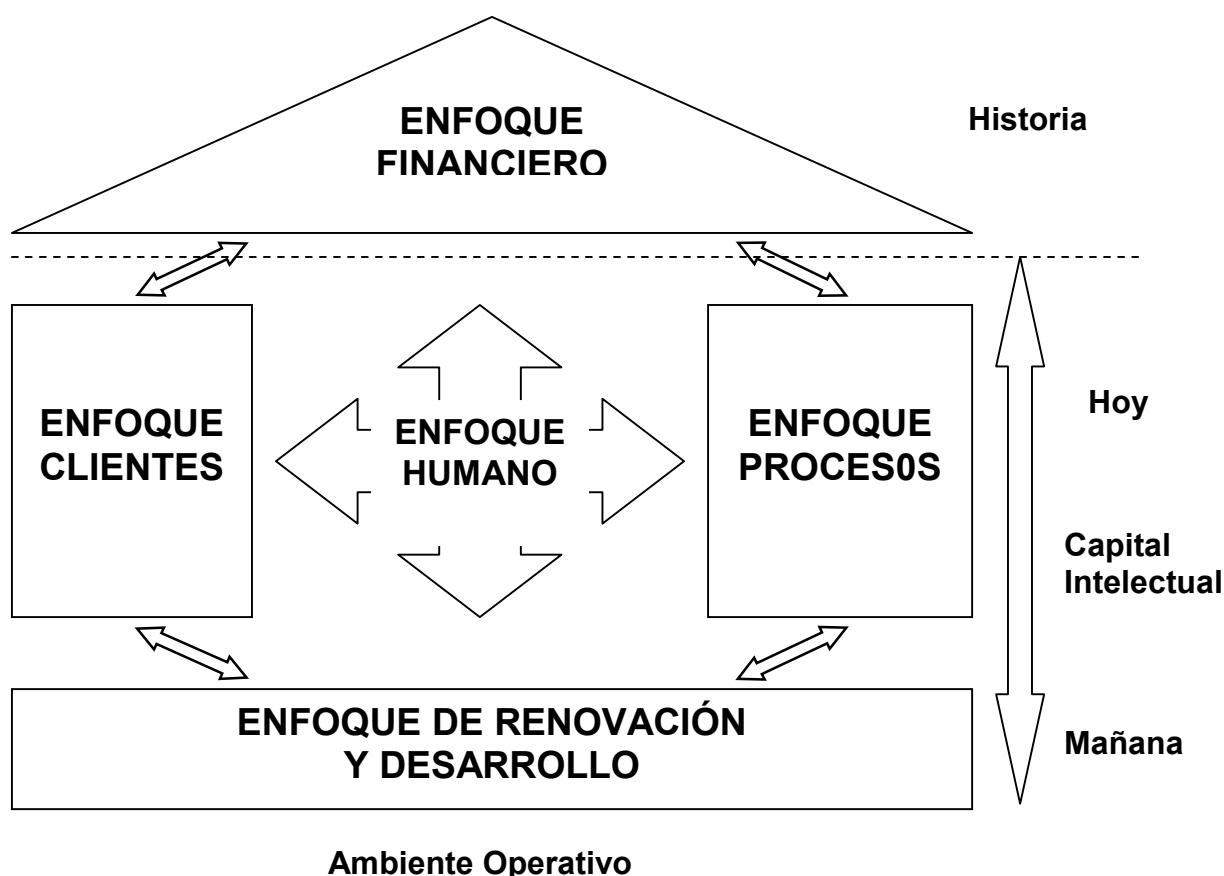 ENFOQUE
FINANCIERO
Historia
ENFOQUE
CLIENTES
ENFOQUE
HUMANO
ENFOQUE
PROCES0S
Hoy
Capital
Intelectual
ENFOQUE DE RENOVACIÓN
Y DESARROLLO
Mañana
Ambiente Operativo